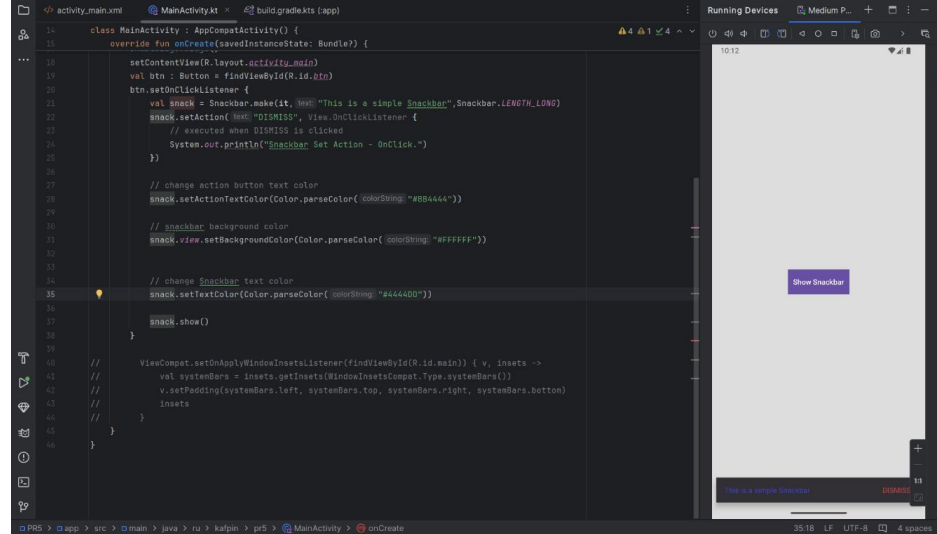 activity_main.xml MainActivity.kt × build.gradle.kts (:app)
Running Devices Medium P...
14 class MainActivity : AppCompatActivity() {
4 1 4
override fun onCreate(savedInstanceState: Bundle?) {
18 setContentView(R.layout.activity_main)
19 val btn : Button = findViewById(R.id.btn)
20 btn.setOnClickListener {
21 val snack = Snackbar.make(it, text: "This is a simple Snackbar",Snackbar.LENGTH_LONG)
22 snack.setAction( text: "DISMISS", View.OnClickListener {
23 // executed when DISMISS is clicked
24 System.out.println("Snackbar Set Action - OnClick.")
25 })
26
27 // change action button text color
28 snack.setActionTextColor(Color.parseColor( colorString: "#BB4444"))
29
30 // snackbar background color
31 snack.view.setBackgroundColor(Color.parseColor( colorString: "#FFFFFF"))
32
33
34 // change Snackbar text color
35 snack.setTextColor(Color.parseColor( colorString: "#4444DD"))
36
37 snack.show()
38 }
39
40 // ViewCompat.setOnApplyWindowInsetsListener(findViewById(R.id.main)) { v, insets ->
41 // val systemBars = insets.getInsets(WindowInsetsCompat.Type.systemBars())
42 // v.setPadding(systemBars.left, systemBars.top, systemBars.right, systemBars.bottom)
43 // insets
44 // }
45 }
46 }
10:12
Show Snackbar
This is a simple Snackbar DISMISS
1:1
PR5 > app > src > main > java > ru > kafpin > pr5 > MainActivity > onCreate
35:18 LF UTF-8 4 spaces